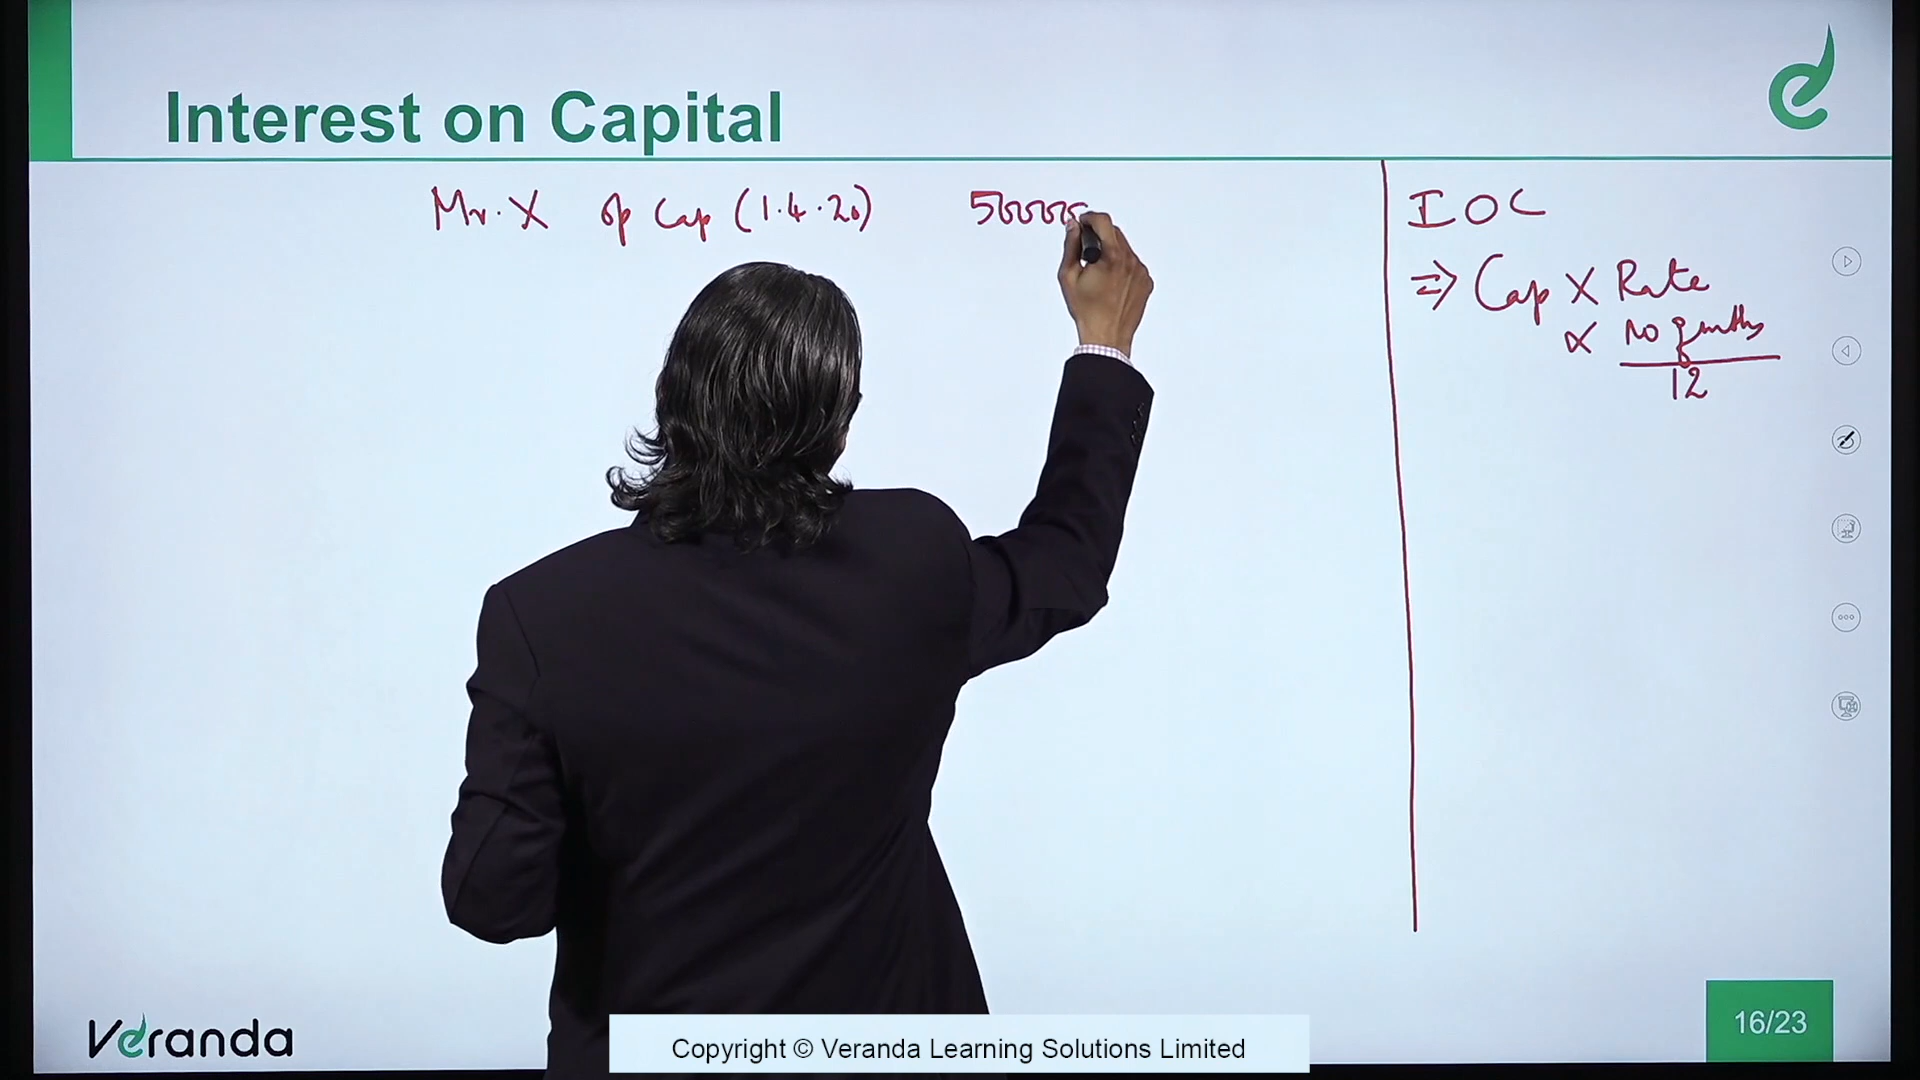 Interest on Capital
Mr. X op Cap (1.4.20)
IOC
⇒ Cap X Rate
X no of mths
12
Veranda
Copyright © Veranda Learning Solutions Limited
16/23